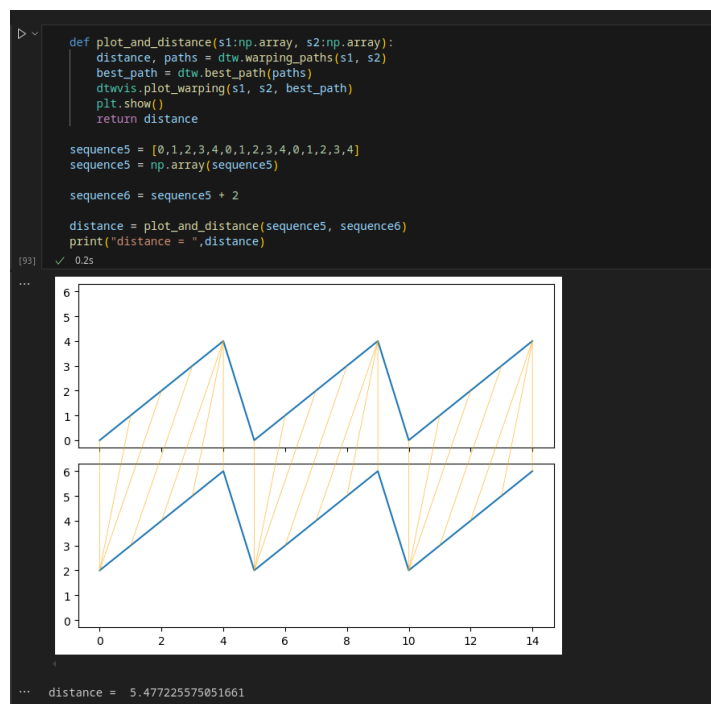 def plot_and_distance(s1:np.array, s2:np.array):
distance, paths = dtw.warping_paths(s1, s2)
best_path = dtw.best_path(paths)
dtwvis.plot_warping(s1, s2, best_path)
plt.show()
return distance
sequence5 = [0,1,2,3,4,0,1,2,3,4,0,1,2,3,4]
sequence5 = np.array(sequence5)
sequence6 = sequence5 + 2
distance = plot_and_distance(sequence5, sequence6)
print("distance = ",distance)
[93] ✓ 0.2s
...
6
5
4
3
2
1
0
6
5
4
3
2
1
0
0 2 4 6 8 10 12 14
... distance =  5.477225575051661